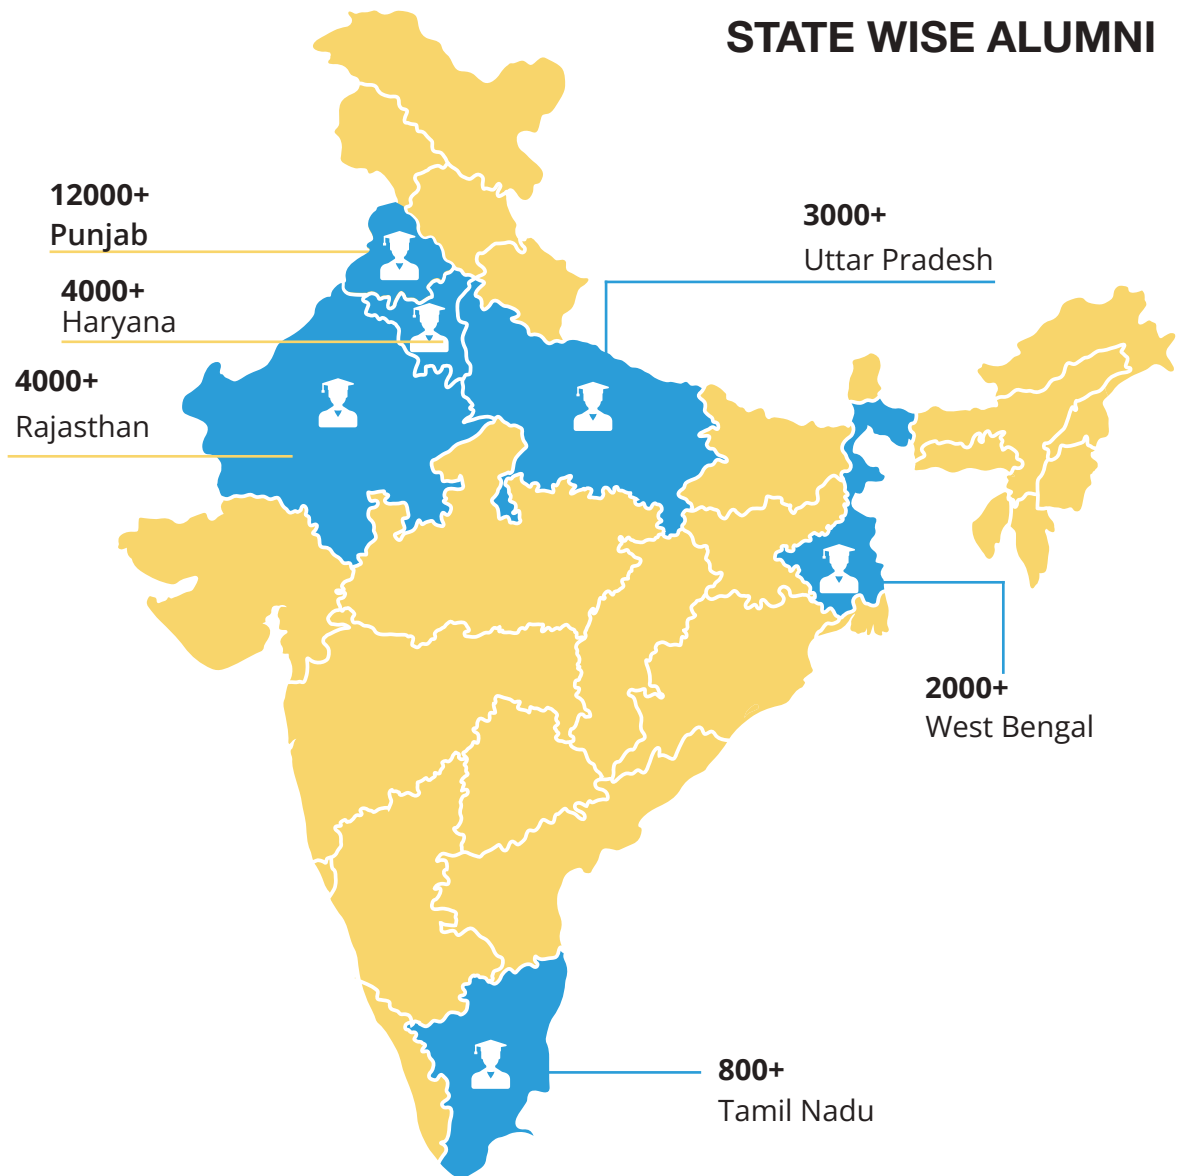 STATE WISE ALUMNI
12000+
Punjab
4000+
Haryana
4000+
Rajasthan
3000+
Uttar Pradesh
2000+
West Bengal
800+
Tamil Nadu